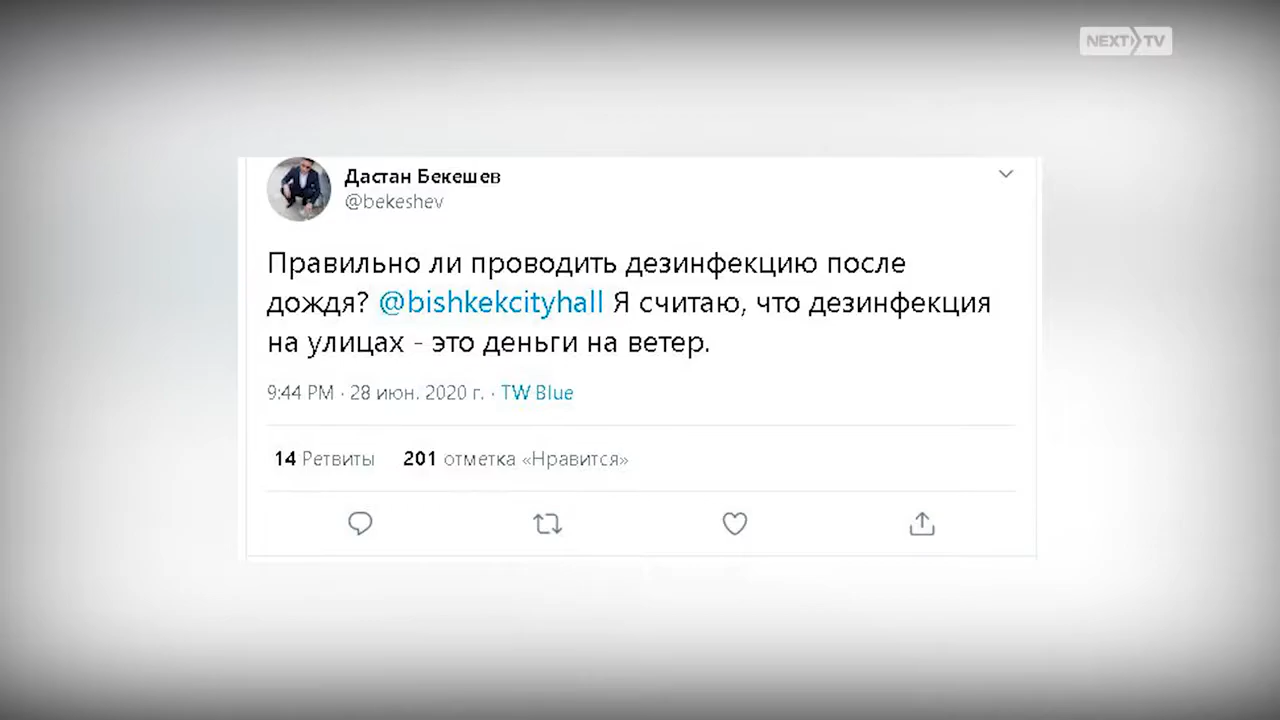 NEXT TV
Дастан Бекешев
@bekeshev
Правильно ли проводить дезинфекцию после
дождя? @bishkekcityhall Я считаю, что дезинфекция
на улицах - это деньги на ветер.
9:44 PM · 28 июн. 2020 г. · TW Blue
14 Ретвиты 201 отметка «Нравится»